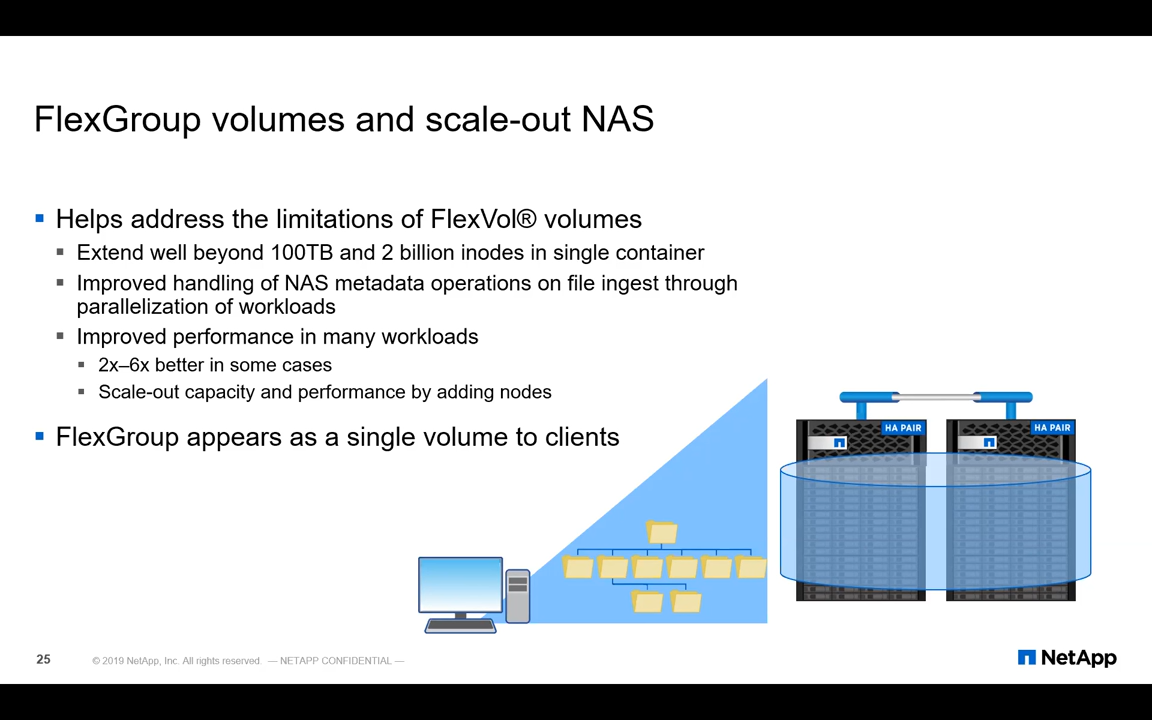 FlexGroup volumes and scale-out NAS
Helps address the limitations of FlexVol® volumes
Extend well beyond 100TB and 2 billion inodes in single container
Improved handling of NAS metadata operations on file ingest through
parallelization of workloads
Improved performance in many workloads
2x–6x better in some cases
Scale-out capacity and performance by adding nodes
FlexGroup appears as a single volume to clients
HA PAIR
HA PAIR
25
© 2019 NetApp, Inc. All rights reserved. — NETAPP CONFIDENTIAL —
NetApp